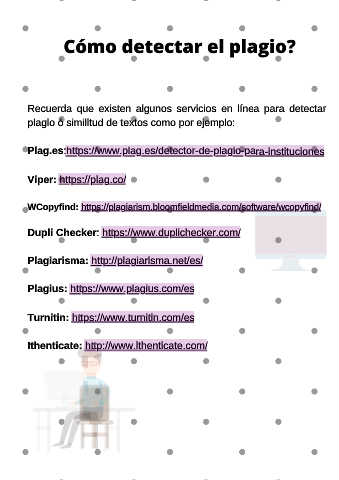 Cómo detectar el plagio?
Recuerda que existen algunos servicios en línea para detectar
plagio o similitud de textos como por ejemplo:
Plag.es:https://www.plag.es/detector-de-plagio-para-instituciones
Viper: https://plag.co/
WCopyfind: https://plagiarism.bloomfieldmedia.com/software/wcopyfind/
Dupli Checker: https://www.duplichecker.com/
Plagiarisma: http://plagiarisma.net/es/
Plagius: https://www.plagius.com/es
Turnitin: https://www.turnitin.com/es
Ithenticate: http://www.ithenticate.com/